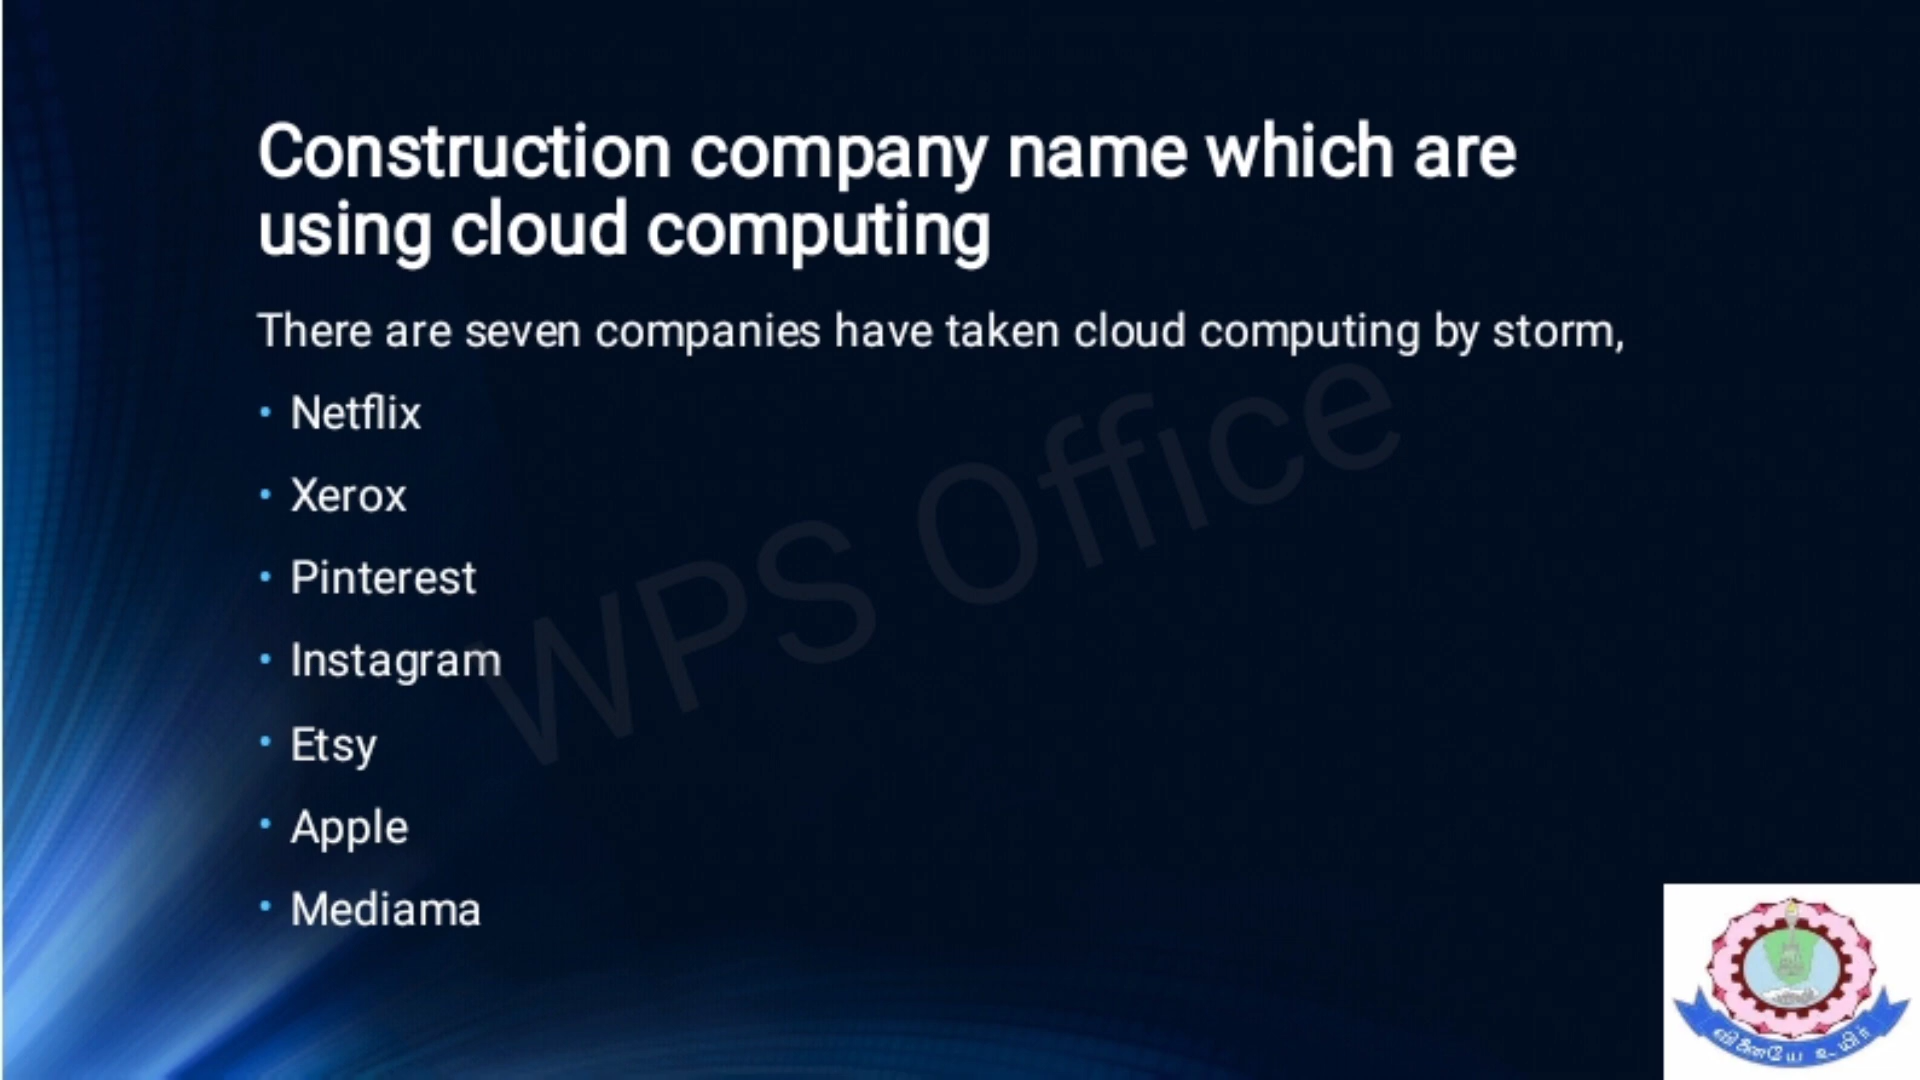 Construction company name which are
using cloud computing
There are seven companies have taken cloud computing by storm,
• Netflix
• Xerox
• Pinterest
• Instagram
• Etsy
• Apple
• Mediama
WPS Office
வினையே உயிர்